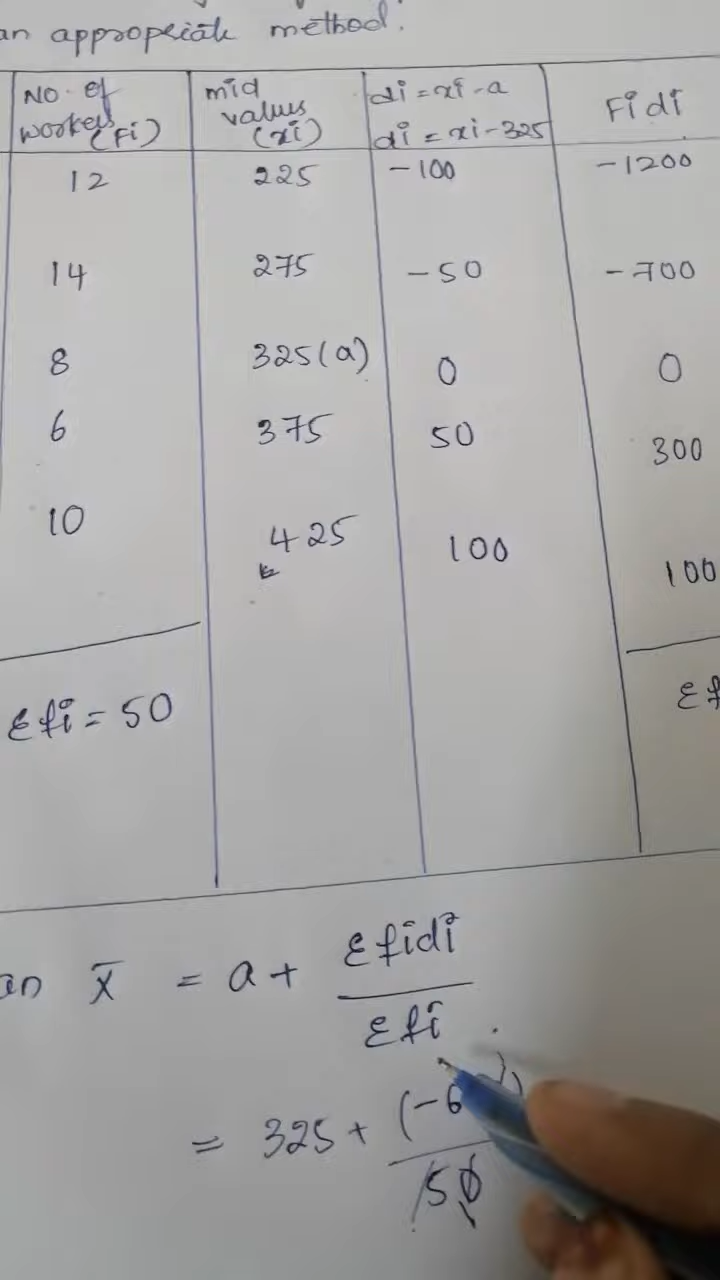 an appropriate method.
No. of workers (Fi) mid values (xi) di = xi - a di = xi - 325 Fidi
12 225 -100 -1200
14 275 -50 -700
8 325(a) 0 0
6 375 50 300
10 425 100 100
Σfi = 50 Σf
an x̄ = a + Σfidi
Σfi
= 325 + (-6
50